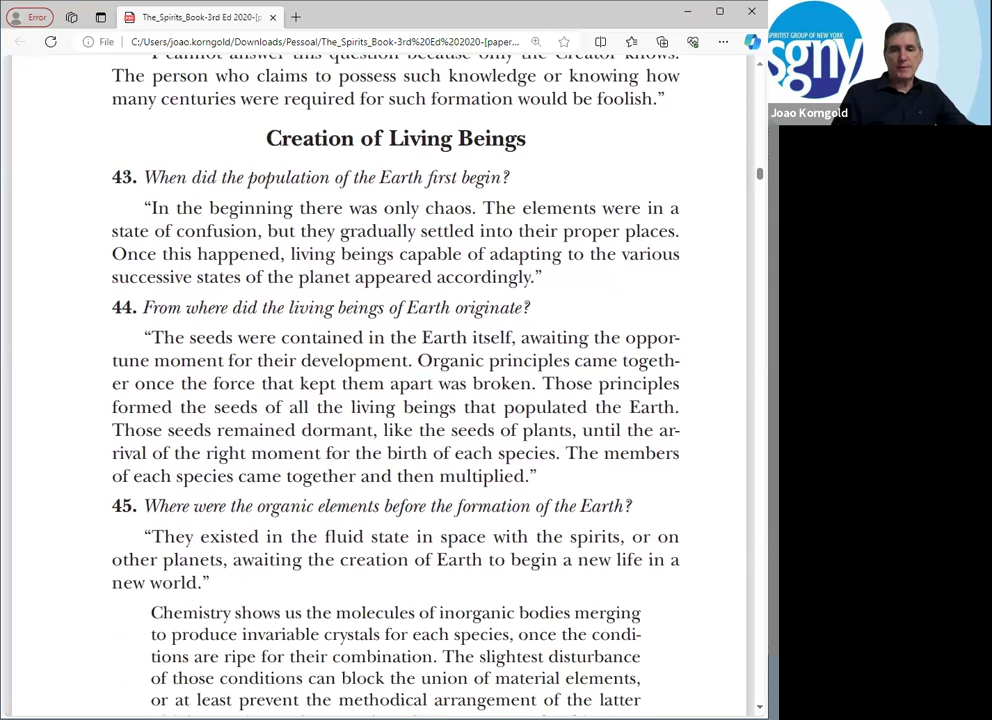 Error
The_Spirits_Book-3rd Ed 2020-[p
File
C:/Users/joao.korngold/Downloads/Pessoal/The_Spirits_Book-3rd%20Ed%202020-[paper...
SPIRITIST GROUP OF NEW YORK
sgny
Joao Korngold
"I cannot answer this question because only the Creator knows.
The person who claims to possess such knowledge or knowing how
many centuries were required for such formation would be foolish."
Creation of Living Beings
43. When did the population of the Earth first begin?
"In the beginning there was only chaos. The elements were in a
state of confusion, but they gradually settled into their proper places.
Once this happened, living beings capable of adapting to the various
successive states of the planet appeared accordingly."
44. From where did the living beings of Earth originate?
"The seeds were contained in the Earth itself, awaiting the oppor-
tune moment for their development. Organic principles came togeth-
er once the force that kept them apart was broken. Those principles
formed the seeds of all the living beings that populated the Earth.
Those seeds remained dormant, like the seeds of plants, until the ar-
rival of the right moment for the birth of each species. The members
of each species came together and then multiplied."
45. Where were the organic elements before the formation of the Earth?
"They existed in the fluid state in space with the spirits, or on
other planets, awaiting the creation of Earth to begin a new life in a
new world."
Chemistry shows us the molecules of inorganic bodies merging
to produce invariable crystals for each species, once the condi-
tions are ripe for their combination. The slightest disturbance
of those conditions can block the union of material elements,
or at least prevent the methodical arrangement of the latter